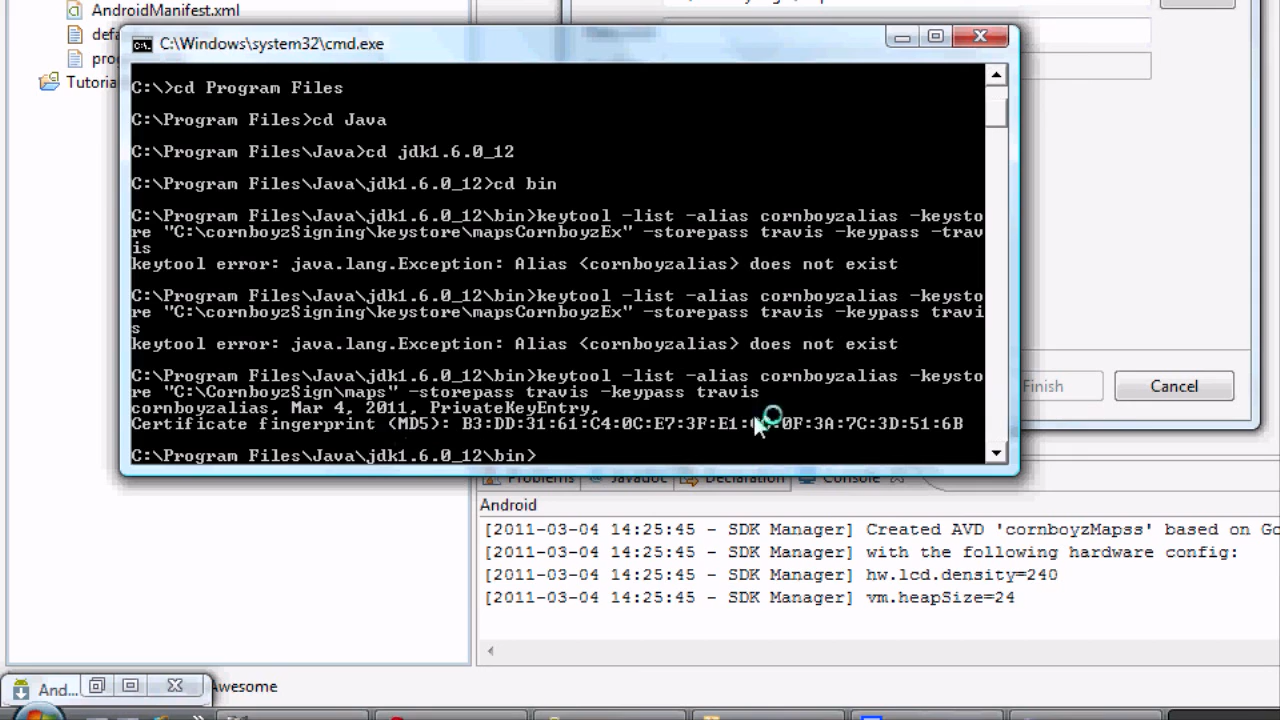 AndroidManifest.xml
C:\Windows\system32\cmd.exe
Tutoria
C:\>cd Program Files
C:\Program Files>cd Java
C:\Program Files\Java>cd jdk1.6.0_12
C:\Program Files\Java\jdk1.6.0_12>cd bin
C:\Program Files\Java\jdk1.6.0_12\bin>keytool -list -alias cornboyzalias -keysto
re "C:\cornboyzSigning\keystore\mapsCornboyzEx" -storepass travis -keypass -trav
is
keytool error: java.lang.Exception: Alias <cornboyzalias> does not exist
C:\Program Files\Java\jdk1.6.0_12\bin>keytool -list -alias cornboyzalias -keysto
re "C:\cornboyzSigning\keystore\mapsCornboyzEx" -storepass travis -keypass travi
s
keytool error: java.lang.Exception: Alias <cornboyzalias> does not exist
C:\Program Files\Java\jdk1.6.0_12\bin>keytool -list -alias cornboyzalias -keysto
re "C:\CornboyzSign\maps" -storepass travis -keypass travis
cornboyzalias, Mar 4, 2011, PrivateKeyEntry,
Certificate fingerprint (MD5): B3:DD:31:61:C4:0C:E7:3F:E1: :0F:3A:7C:3D:51:6B
C:\Program Files\Java\jdk1.6.0_12\bin>
Finish
Cancel
Problems
Javadoc
Declaration
Console
Android
[2011-03-04 14:25:45 - SDK Manager] Created AVD 'cornboyzMapss' based on Go
[2011-03-04 14:25:45 - SDK Manager] with the following hardware config:
[2011-03-04 14:25:45 - SDK Manager] hw.lcd.density=240
[2011-03-04 14:25:45 - SDK Manager] vm.heapSize=24
And...
Awesome